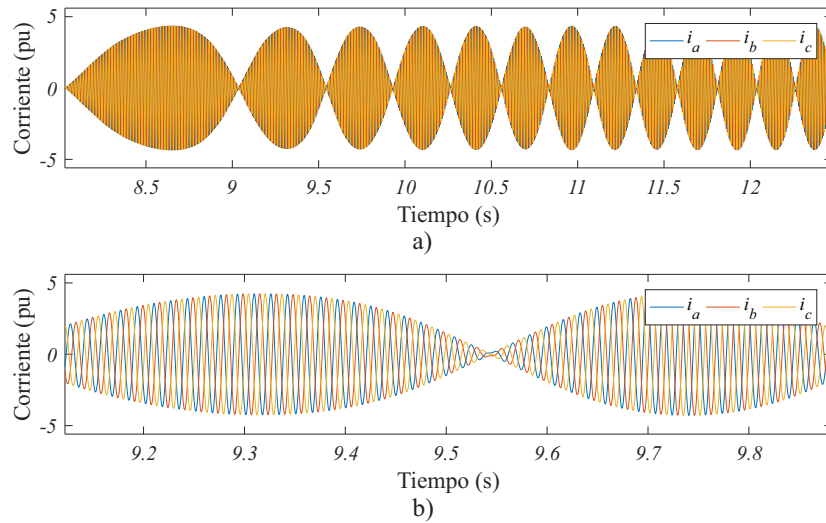 5
0
-5
Corriente (pu)
i_a i_b i_c
8.5 9 9.5 10 10.5 11 11.5 12
Tiempo (s)
a)
5
0
-5
Corriente (pu)
i_a i_b i_c
9.2 9.3 9.4 9.5 9.6 9.7 9.8
Tiempo (s)
b)